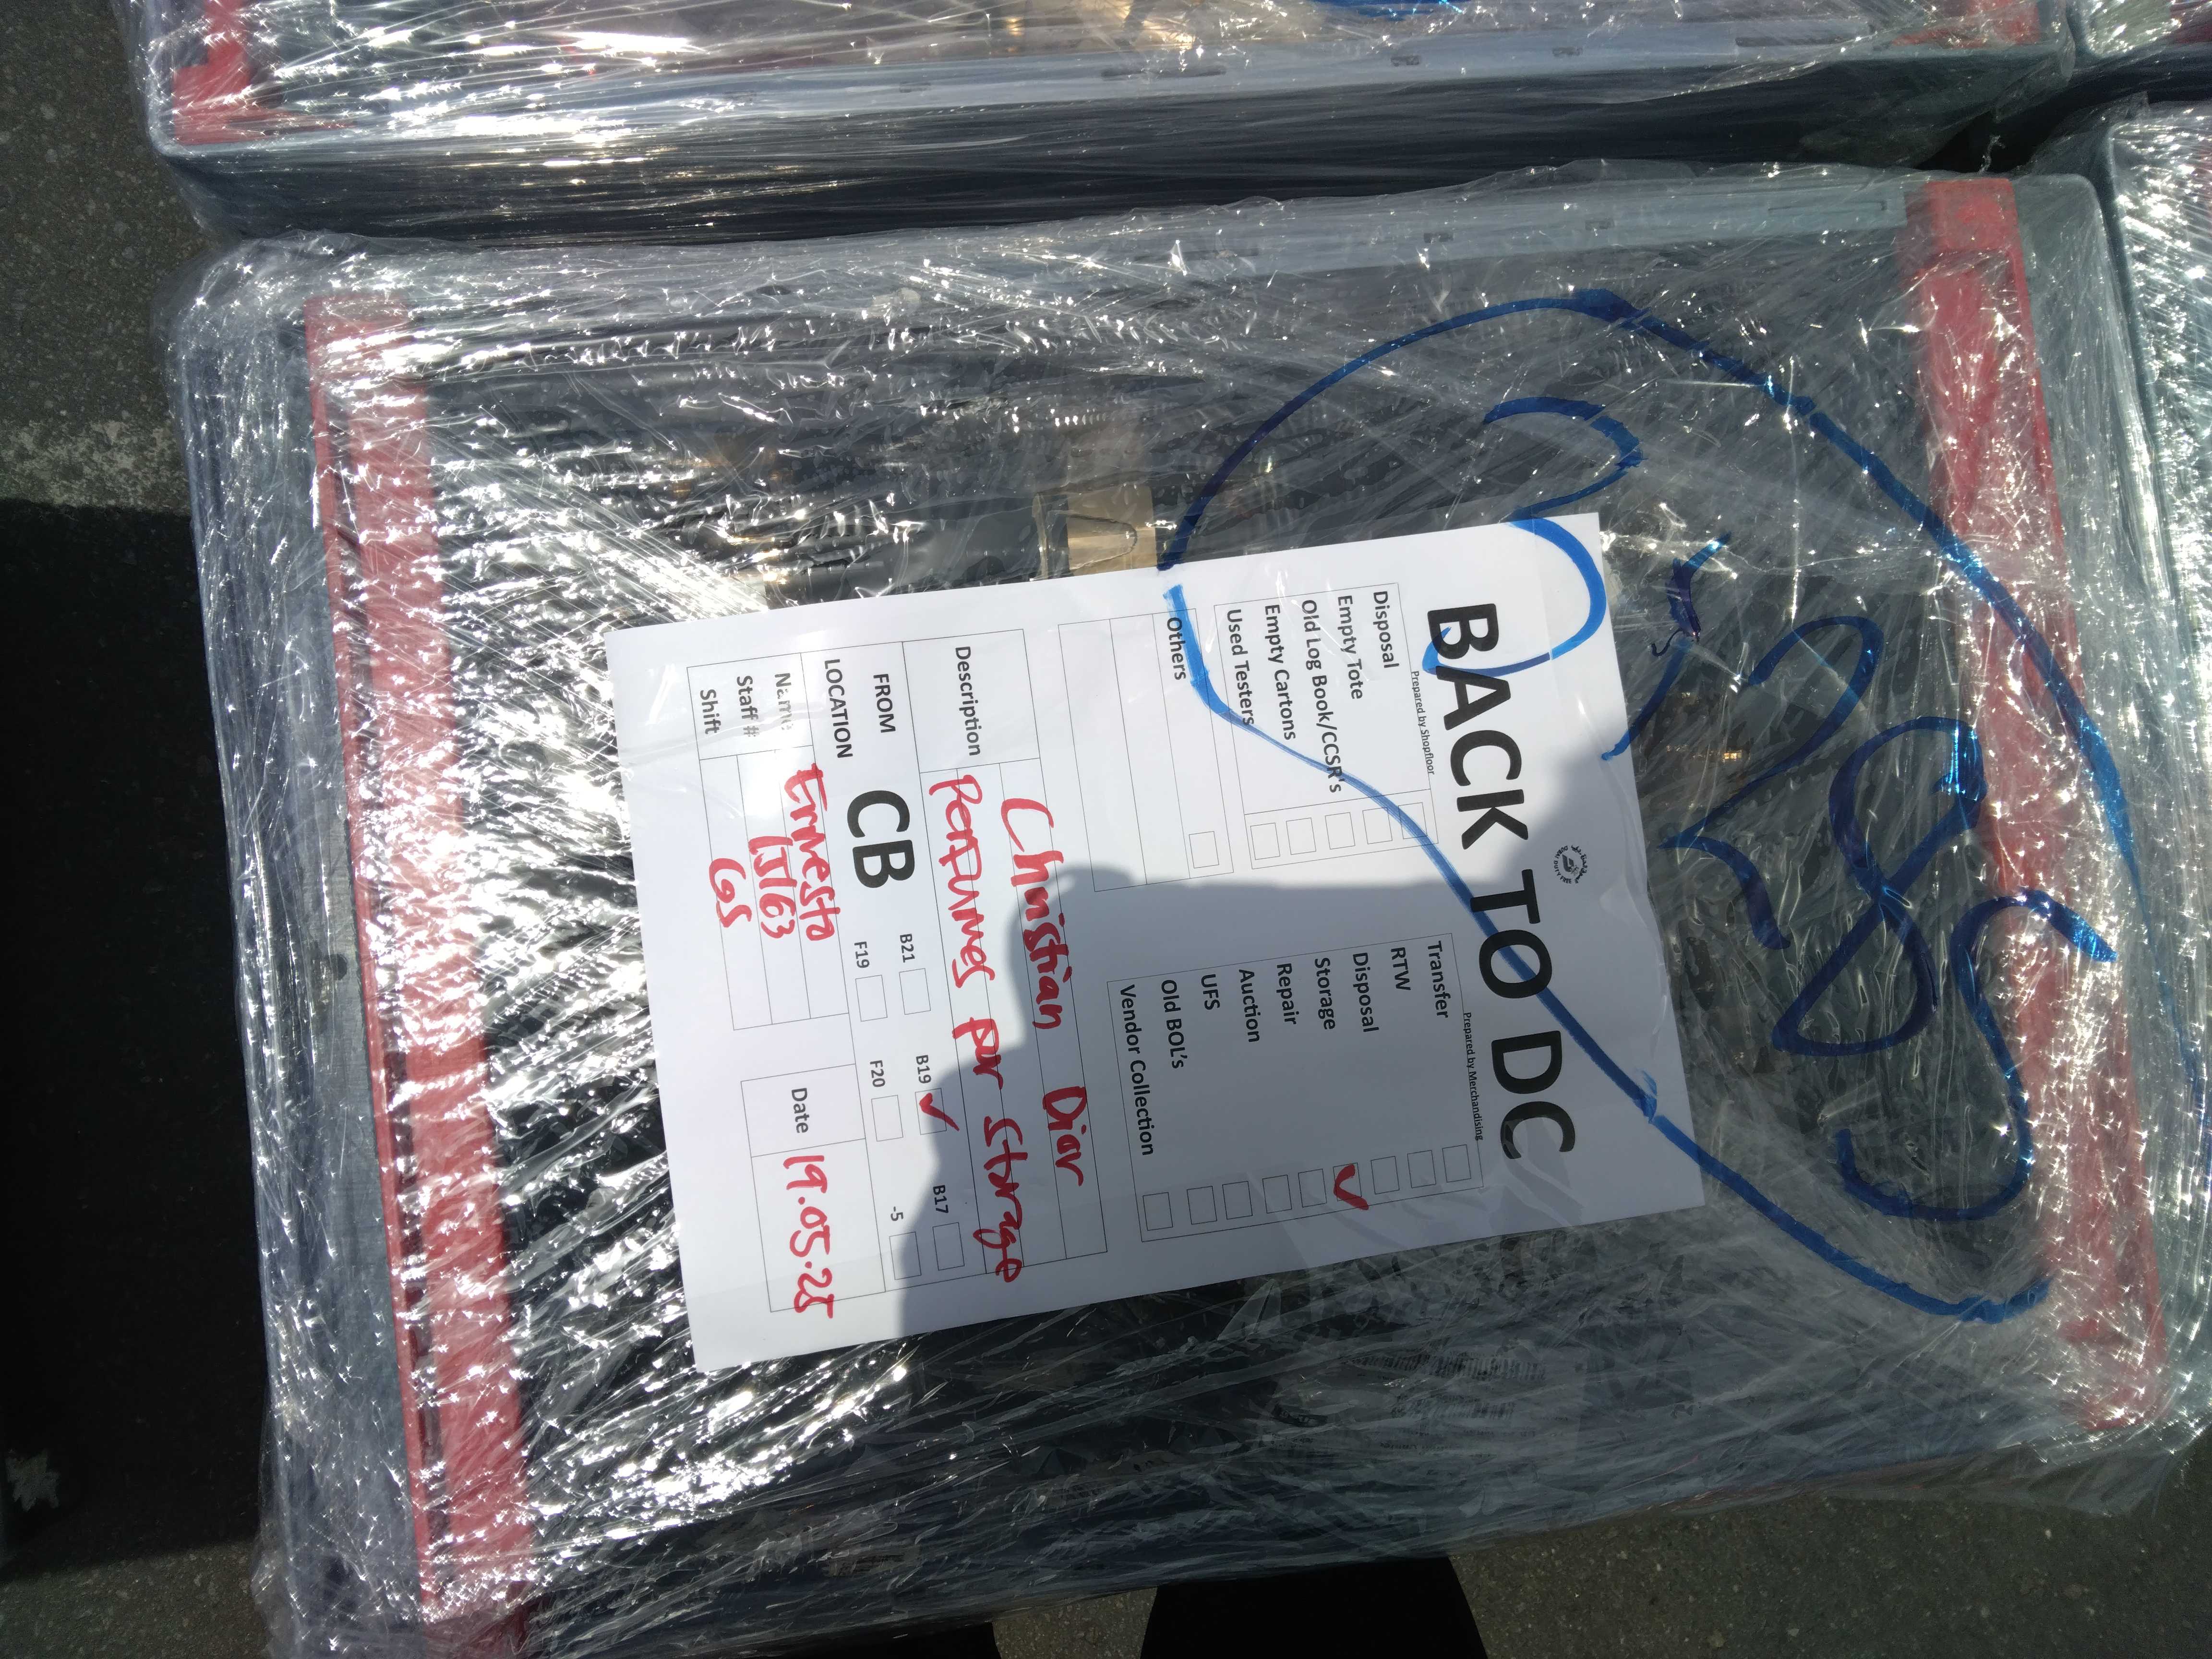 BACK TO DC
Prepared by Shopfloor
Disposal
Empty Tote
Old Log Book/CCSR's
Empty Cartons
Used Testers
Others
Prepared by Merchandising
Transfer
RTW
Disposal
Storage
Repair
Auction
UFS
Old BOL's
Vendor Collection
Description
Christian Dior
Perfumes for Storage
FROM
LOCATION
CB
B21
B19
B17
F19
F20
-5
Name
Ernesto
Staff #
Shift
GS
Date
19.05.25